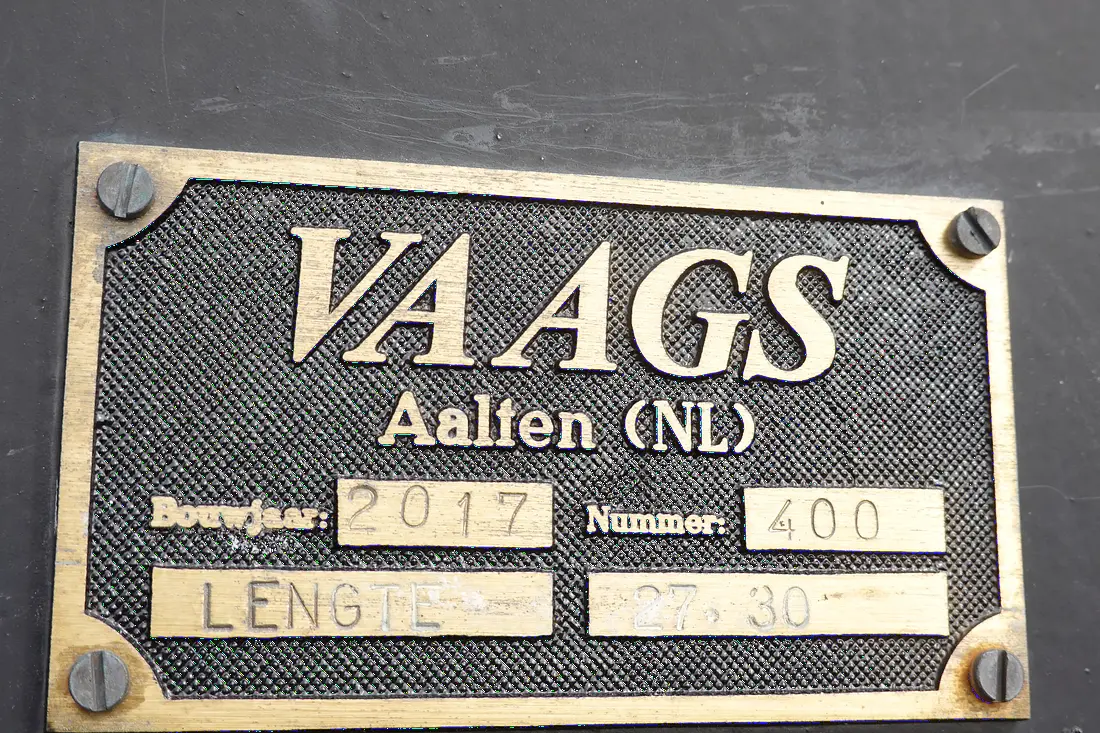 VAAGS
Aalten (NL)
Bouwjaar: 2017 Nummer: 400
LENGTE 27.30